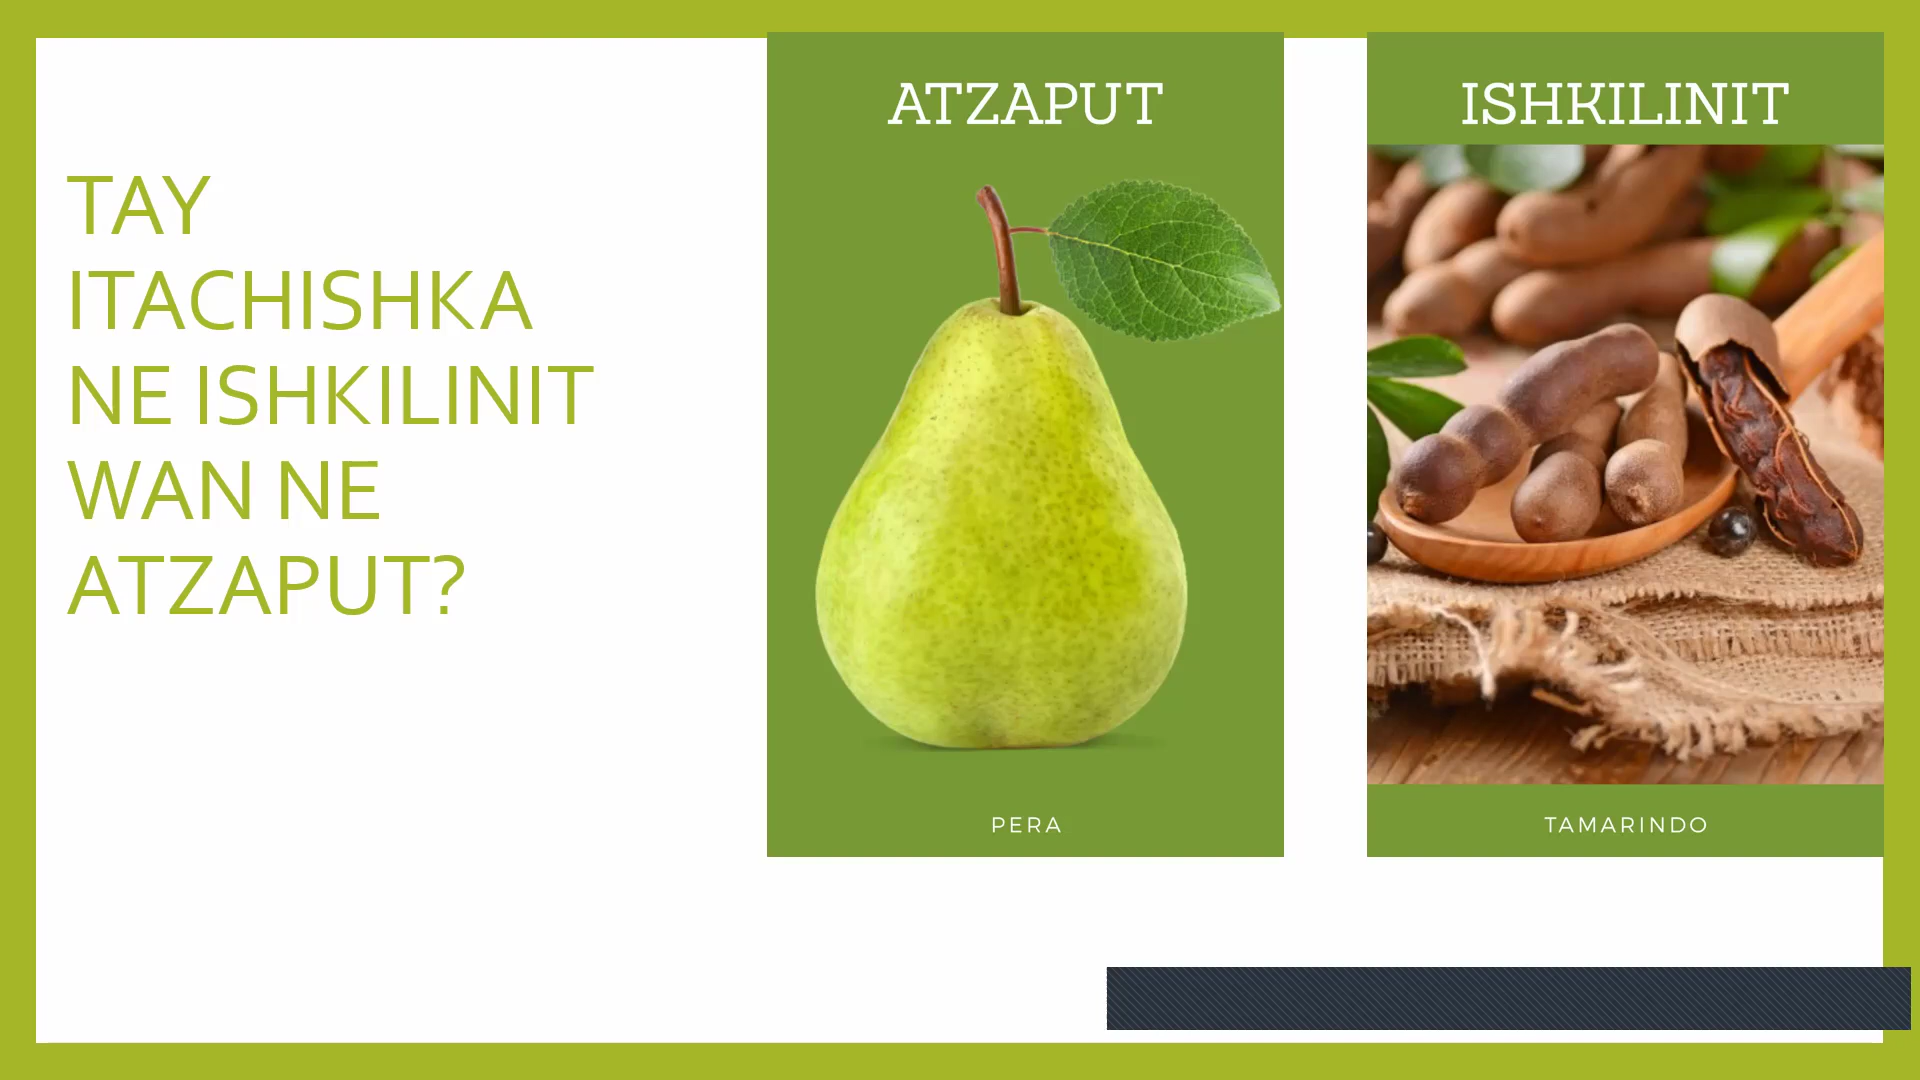 TAY
ITACHISHKA
NE ISHKILINIT
WAN NE
ATZAPUT?
ATZAPUT
PERA
ISHKILINIT
TAMARINDO